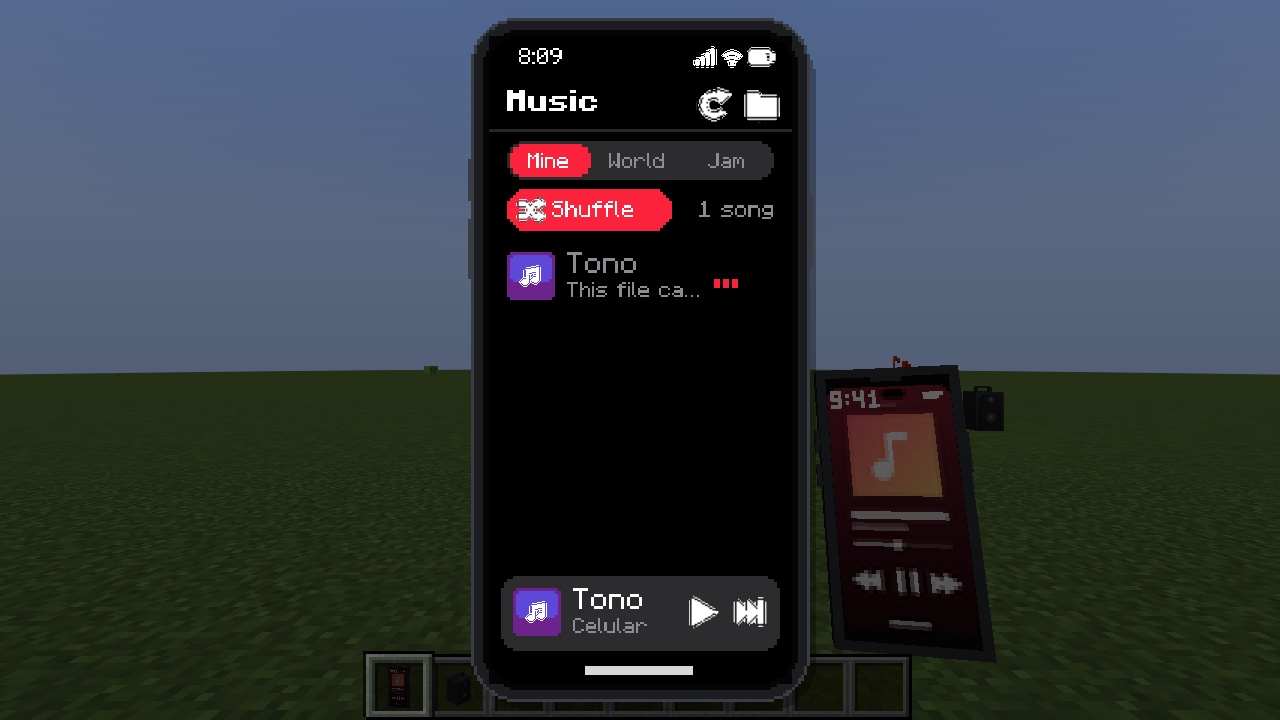 8:09
Music
Mine World Jam
Shuffle 1 song
Tono
This file ca...
9:41
Tono
Celular